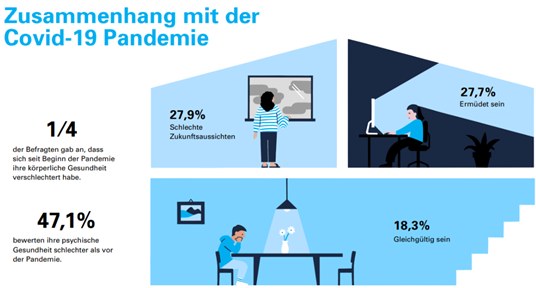 Zusammenhang mit der
Covid-19 Pandemie
1/4
der Befragten gab an, dass
sich seit Beginn der Pandemie
ihre körperliche Gesundheit
verschlechtert habe.
47,1%
bewerten ihre psychische
Gesundheit schlechter als vor
der Pandemie.
27,9%
Schlechte
Zukunftsaussichten
27,7%
Ermüdet sein
18,3%
Gleichgültig sein